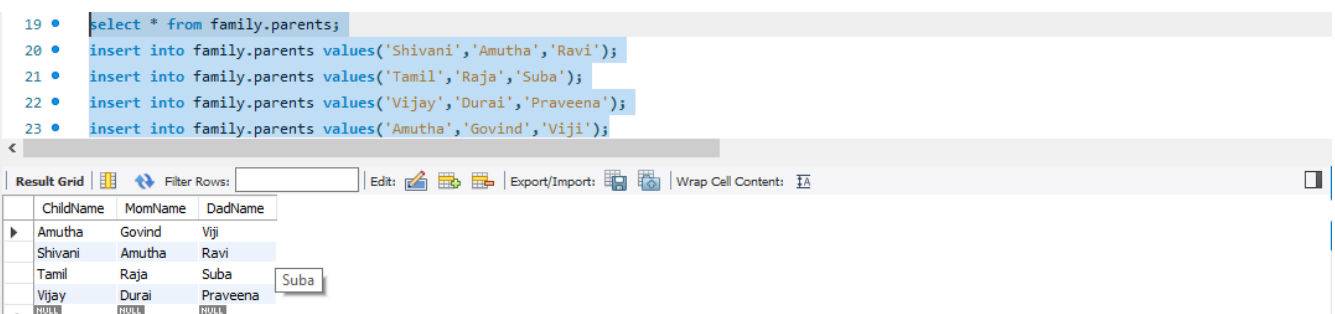 19 select * from family.parents;
20 insert into family.parents values('Shivani','Amutha','Ravi');
21 insert into family.parents values('Tamil','Raja','Suba');
22 insert into family.parents values('Vijay','Durai','Praveena');
23 insert into family.parents values('Amutha','Govind','Viji');
Result Grid Filter Rows: Edit: Export/Import: Wrap Cell Content: IA
ChildName MomName DadName
Amutha Govind Viji
Shivani Amutha Ravi
Tamil Raja Suba
Suba
Vijay Durai Praveena
NULL NULL NULL